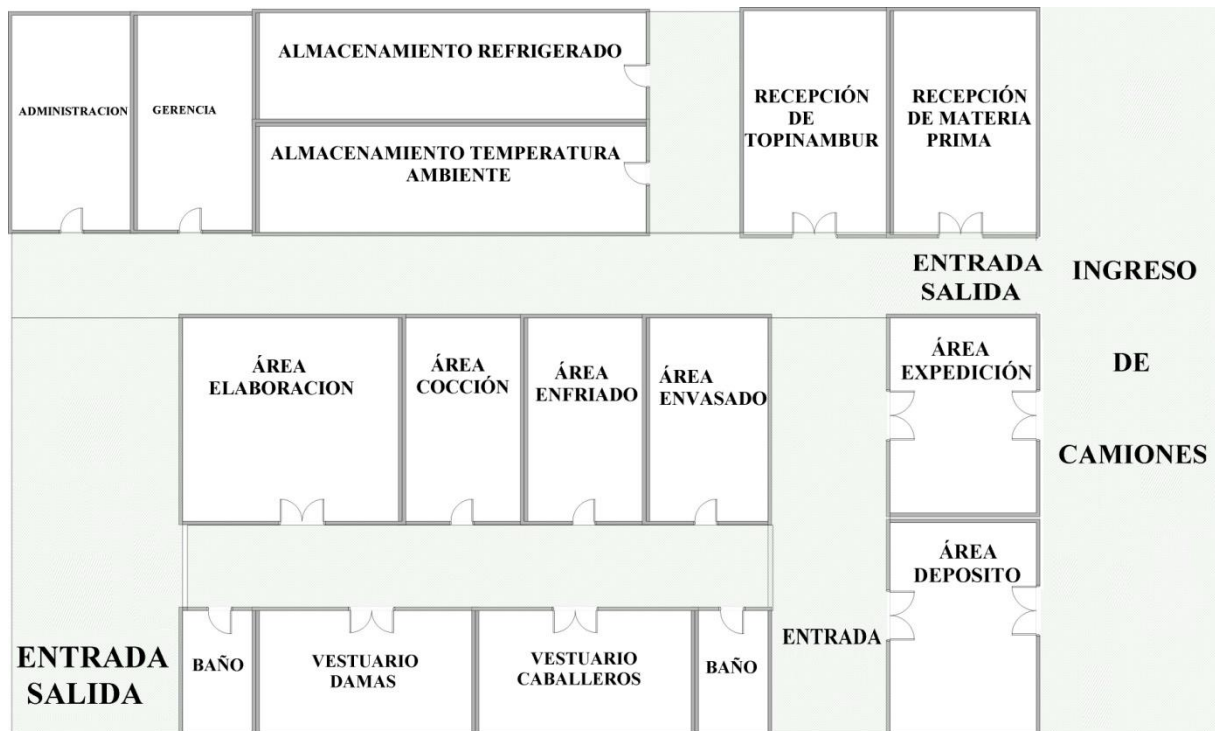 ADMINISTRACION
GERENCIA
ALMACENAMIENTO REFRIGERADO
ALMACENAMIENTO TEMPERATURA
AMBIENTE
RECEPCIÓN
DE
TOPINAMBUR
RECEPCIÓN
DE MATERIA
PRIMA
ENTRADA
SALIDA
INGRESO
DE
CAMIONES
ÁREA
ELABORACION
ÁREA
COCCIÓN
ÁREA
ENFRIADO
ÁREA
ENVASADO
ÁREA
EXPEDICIÓN
ÁREA
DEPOSITO
ENTRADA
SALIDA
BAÑO
VESTUARIO
DAMAS
VESTUARIO
CABALLEROS
BAÑO
ENTRADA